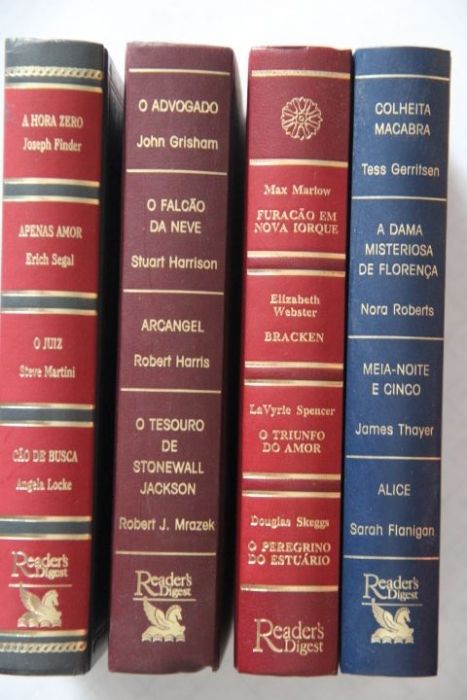 A HORA ZERO
Joseph Finder
APENAS AMOR
Erich Segal
O JUIZ
Steve Martini
CÃO DE BUSCA
Angela Locke
Reader's
Digest
O ADVOGADO
John Grisham
O FALCÃO
DA NEVE
Stuart Harrison
ARCANGEL
Robert Harris
O TESOURO
DE
STONEWALL
JACKSON
Robert J. Mrazek
Reader's
Digest
Max Marlow
FURACÃO EM
NOVA IORQUE
Elizabeth
Webster
BRACKEN
LaVyrle Spencer
O TRIUNFO
DO AMOR
Douglas Skeggs
O PEREGRINO
DO ESTUÁRIO
Reader's
Digest
COLHEITA
MACABRA
Tess Gerritsen
A DAMA
MISTERIOSA
DE FLORENÇA
Nora Roberts
MEIA-NOITE
E CINCO
James Thayer
ALICE
Sarah Flanigan
Reader's
Digest